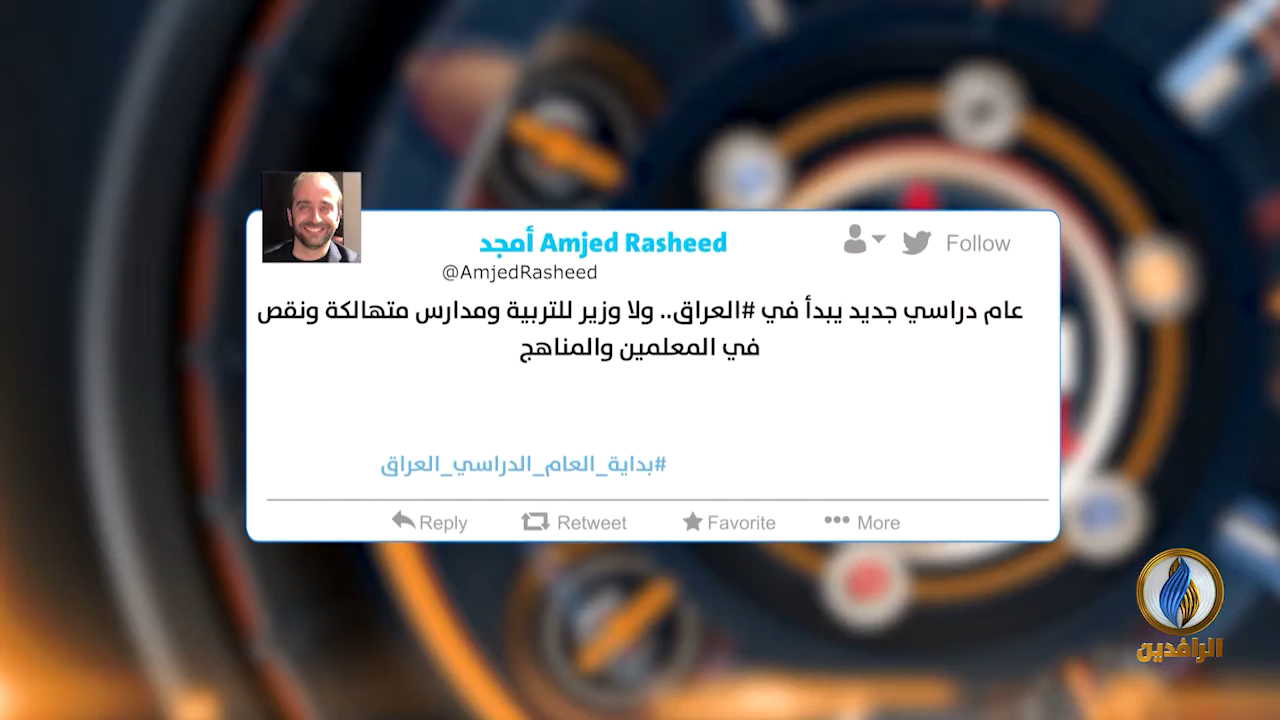 أمجد Amjed Rasheed
Follow
@AmjedRasheed
عام دراسي جديد يبدأ في #العراق.. ولا وزير للتربية ومدارس متهالكة ونقص
في المعلمين والمناهج
#بداية_العام_الدراسي_العراق
Reply Retweet Favorite More
الرافدين